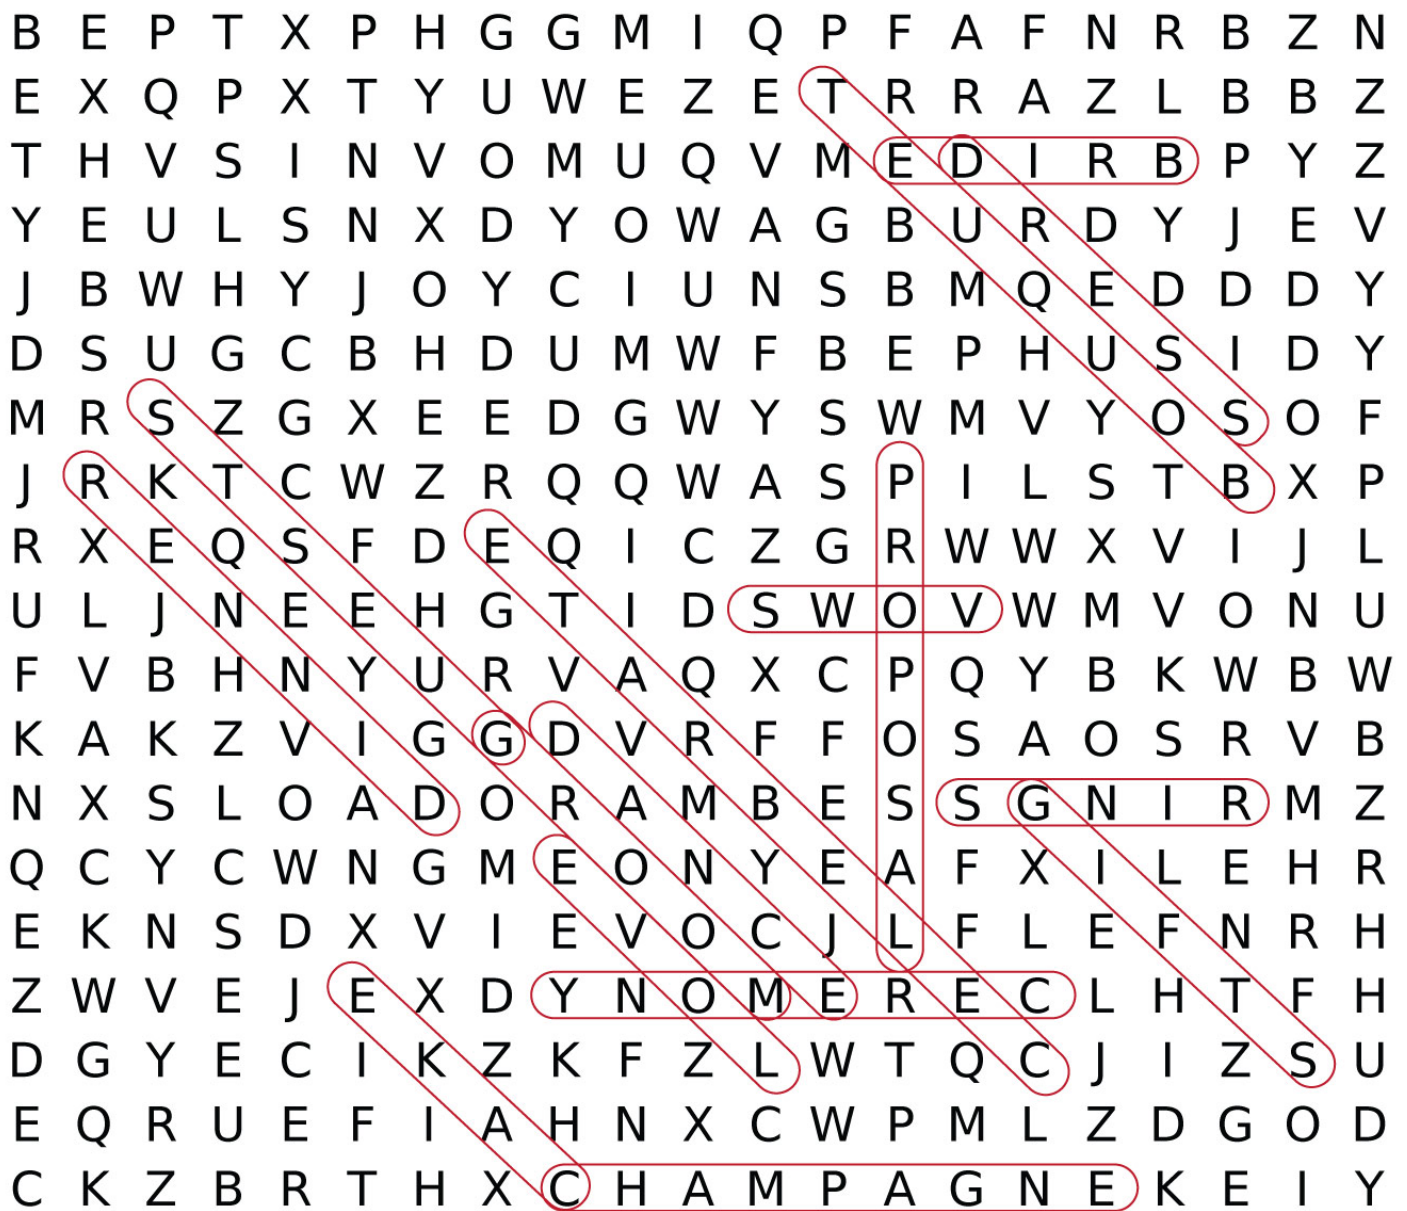 B E P T X P H G G M I Q P F A F N R B Z N
E X Q P X T Y U W E Z E T R R A Z L B B Z
T H V S I N V O M U Q V M E D I R B P Y Z
Y E U L S N X D Y O W A G B U R D Y J E V
J B W H Y J O Y C I U N S B M Q E D D D Y
D S U G C B H D U M W F B E P H U S I D Y
M R S Z G X E E D G W Y S W M V Y O S O F
J R K T C W Z R Q Q W A S P I L S T B X P
R X E Q S F D E Q I C Z G R W W X V I J L
U L J N E E H G T I D S W O V W M V O N U
F V B H N Y U R V A Q X C P Q Y B K W B W
K A K Z V I G G D V R F F O S A O S R V B
N X S L O A D O R A M B E S S G N I R M Z
Q C Y C W N G M E O N Y E A F X I L E H R
E K N S D X V I E V O C J L F L E F N R H
Z W V E J E X D Y N O M E R E C L H T F H
D G Y E C I K Z K F Z L W T Q C J I Z S U
E Q R U E F I A H N X C W P M L Z D G O D
C K Z B R T H X C H A M P A G N E K E I Y